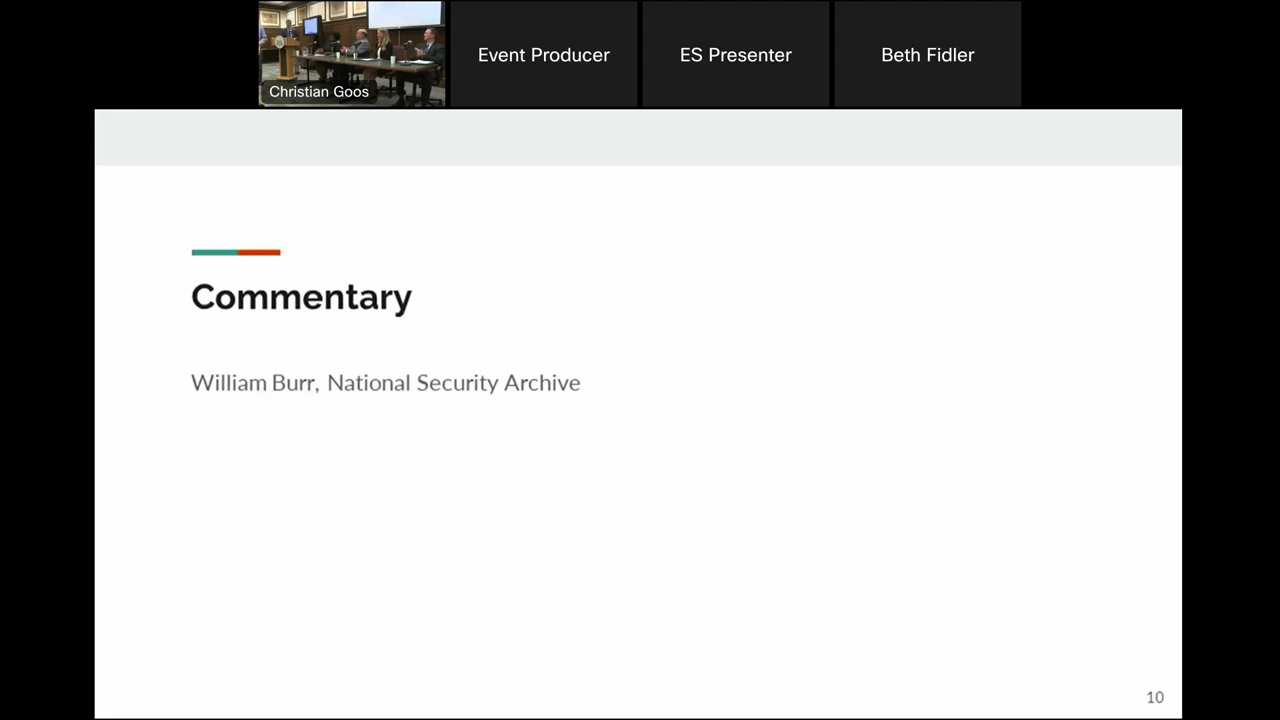 Christian Goos
Event Producer
ES Presenter
Beth Fidler
Commentary
William Burr, National Security Archive
10